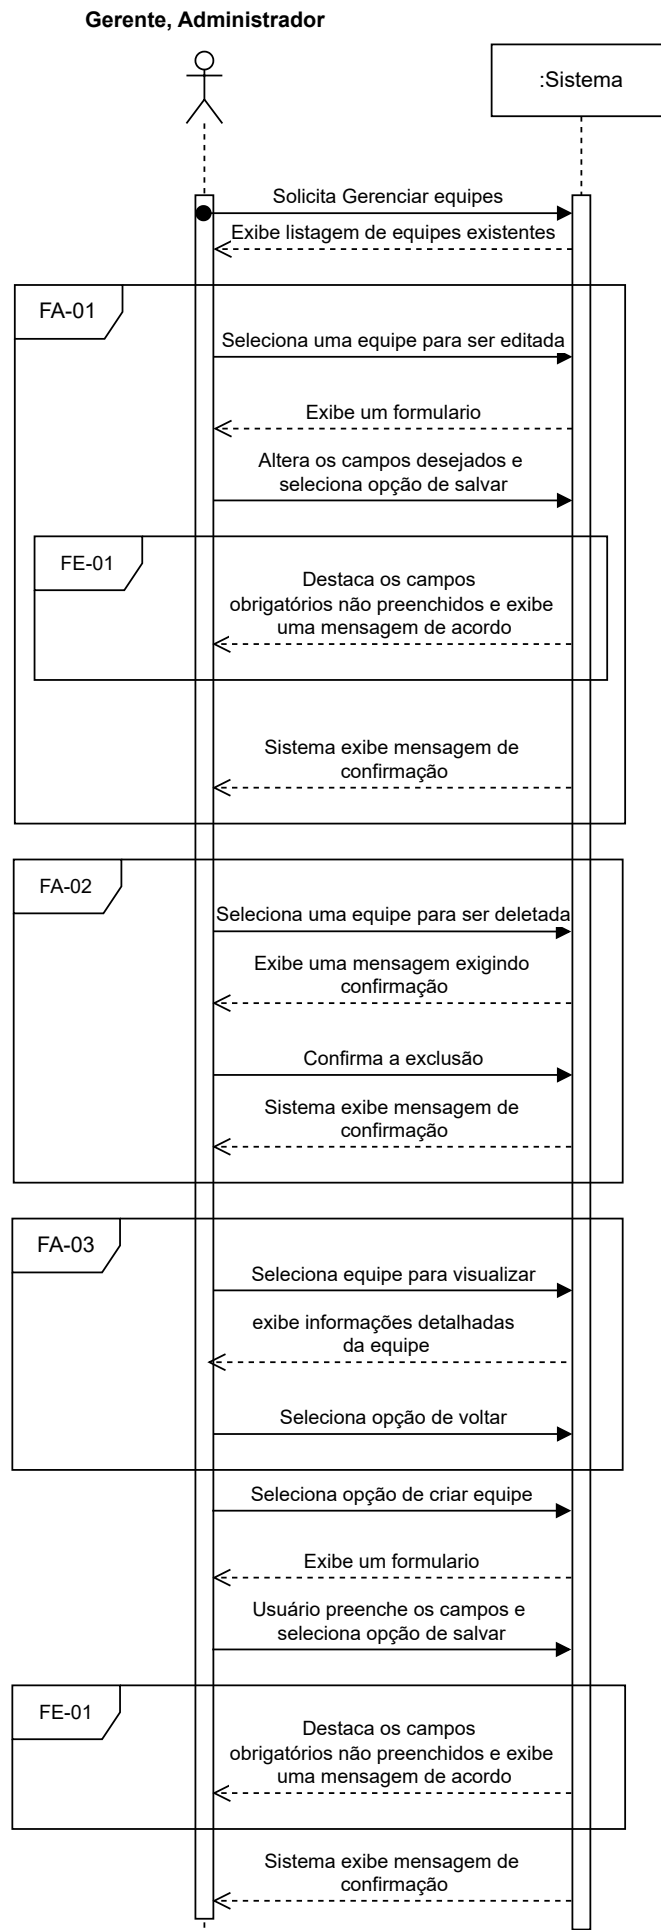 Gerente, Administrador
:Sistema
Solicita Gerenciar equipes
Exibe listagem de equipes existentes
FA-01
Seleciona uma equipe para ser editada
Exibe um formulario
Altera os campos desejados e
seleciona opção de salvar
FE-01
Destaca os campos
obrigatórios não preenchidos e exibe
uma mensagem de acordo
Sistema exibe mensagem de
confirmação
FA-02
Seleciona uma equipe para ser deletada
Exibe uma mensagem exigindo
confirmação
Confirma a exclusão
Sistema exibe mensagem de
confirmação
FA-03
Seleciona equipe para visualizar
exibe informações detalhadas
da equipe
Seleciona opção de voltar
Seleciona opção de criar equipe
Exibe um formulario
Usuário preenche os campos e
seleciona opção de salvar
FE-01
Destaca os campos
obrigatórios não preenchidos e exibe
uma mensagem de acordo
Sistema exibe mensagem de
confirmação